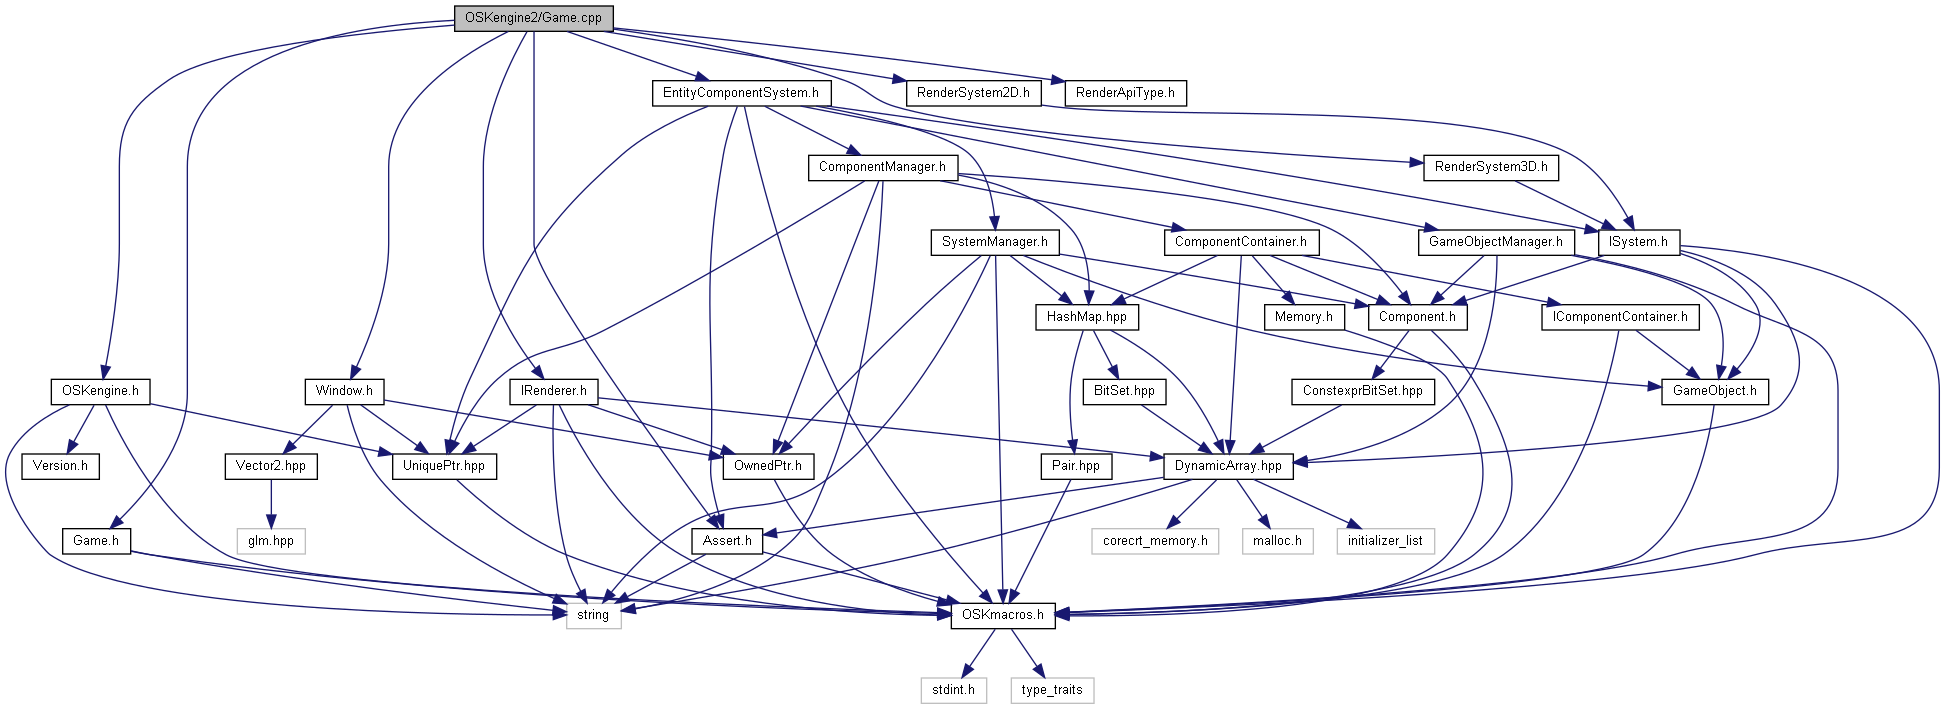 OSKengine2/Game.cpp
EntityComponentSystem.h
RenderSystem2D.h
RenderApiType.h
ComponentManager.h
RenderSystem3D.h
SystemManager.h
ComponentContainer.h
GameObjectManager.h
ISystem.h
HashMap.hpp
Memory.h
Component.h
IComponentContainer.h
OSKengine.h
Window.h
IRenderer.h
BitSet.hpp
ConstexprBitSet.hpp
GameObject.h
Version.h
Vector2.hpp
UniquePtr.hpp
OwnedPtr.h
Pair.hpp
DynamicArray.hpp
Game.h
glm.hpp
Assert.h
corecrt_memory.h
malloc.h
initializer_list
string
OSKmacros.h
stdint.h
type_traits